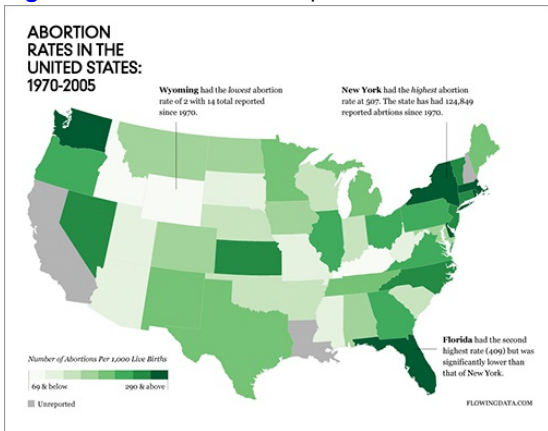 ABORTION
RATES IN THE
UNITED STATES:
1970-2005
Wyoming had the lowest abortion
rate of 2 with 14 total reported
since 1970.
New York had the highest abortion
rate at 507. The state has had 124,849
reported abrtions since 1970.
Florida had the second
highest rate (409) but was
significantly lower than
that of New York.
Number of Abortions Per 1,000 Live Births
69 & below
290 & above
Unreported
FLOWINGDATA.COM